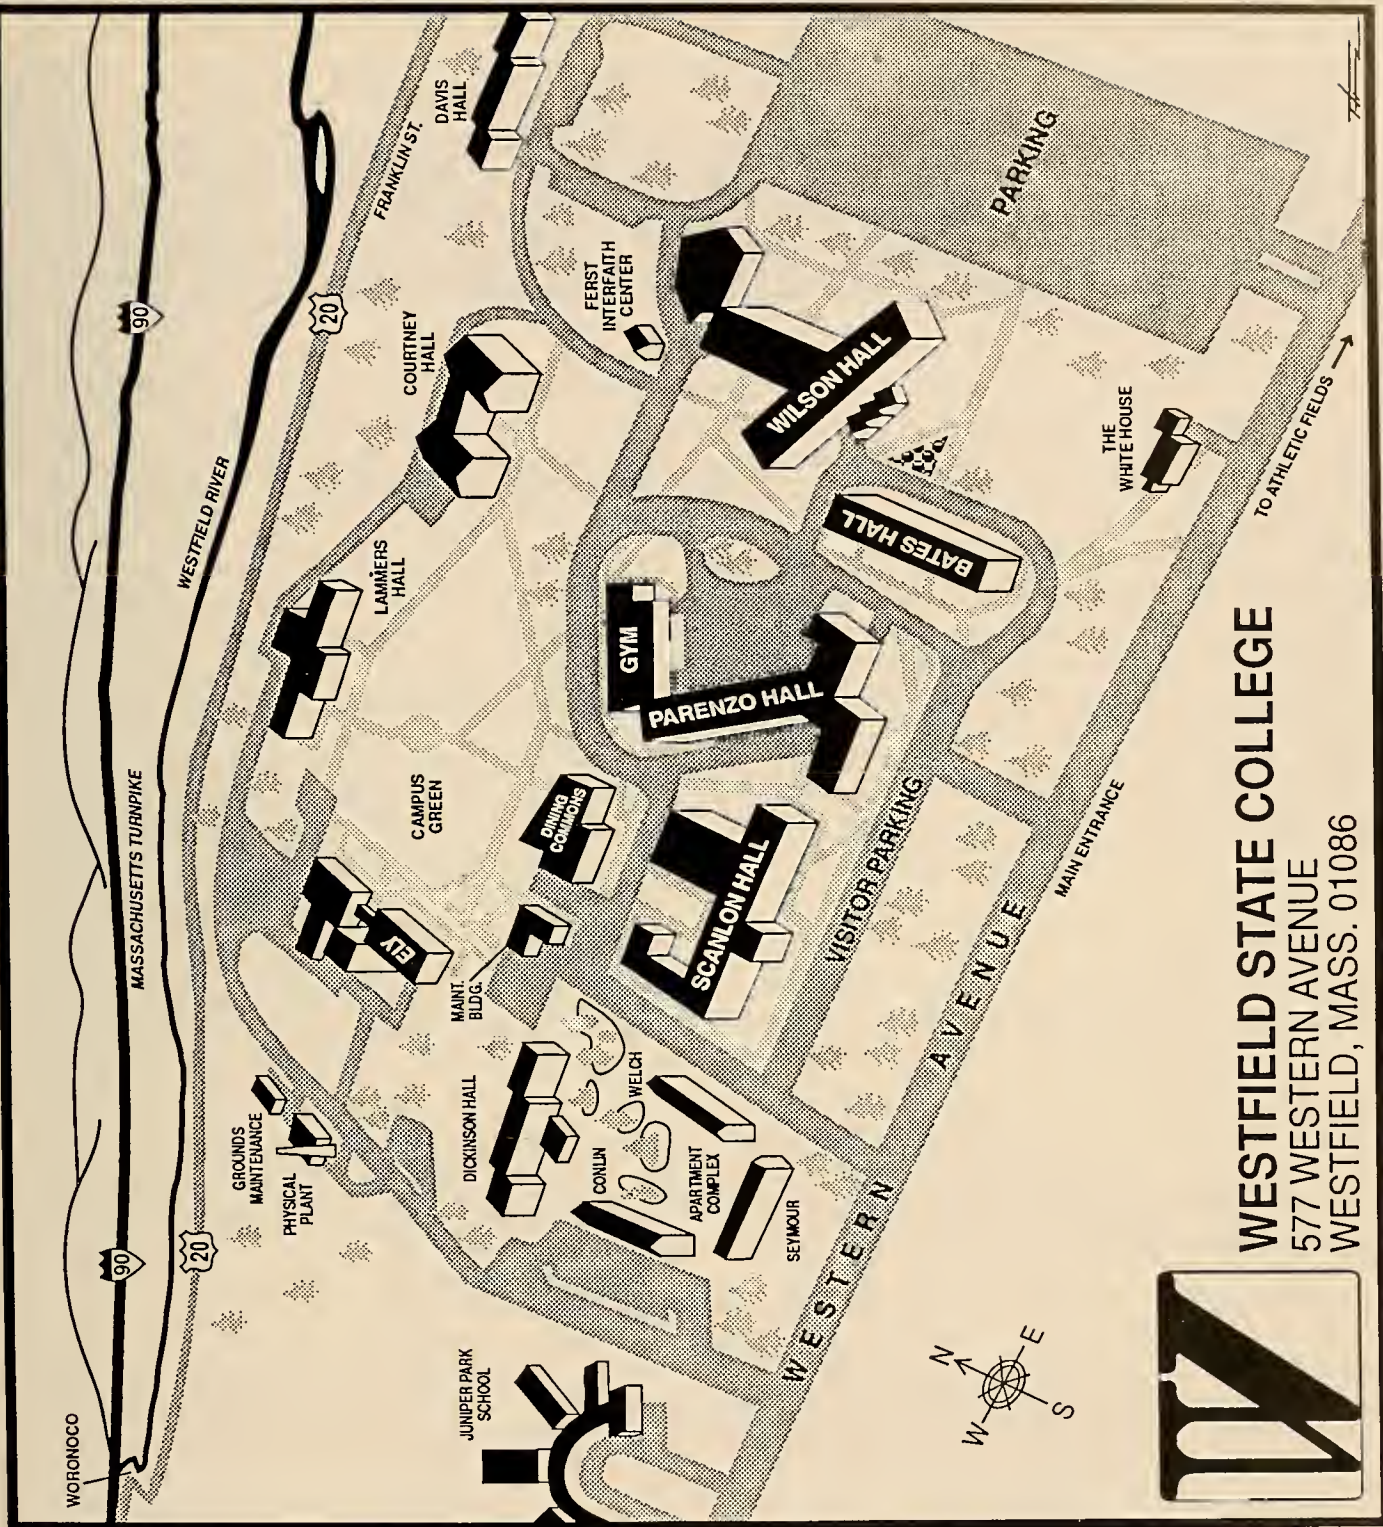 WORONOCO
90
MASSACHUSETTS TURNPIKE
90
WESTFIELD RIVER
20
20
FRANKLIN ST.
DAVIS
HALL
COURTNEY
HALL
FERST
INTERFAITH
CENTER
LAMMERS
HALL
GROUNDS
MAINTENANCE
PHYSICAL
PLANT
ELY
CAMPUS
GREEN
MAINT.
BLDG.
DINING
COMMONS
GYM
PARENZO HALL
WILSON HALL
BATES HALL
SCANLON HALL
PARKING
THE
WHITE HOUSE
JUNIPER PARK
SCHOOL
DICKINSON HALL
CONLIN
WELCH
APARTMENT
COMPLEX
SEYMOUR
VISITOR PARKING
WESTERN AVENUE
MAIN ENTRANCE
TO ATHLETIC FIELDS
N
E
S
W
W
WESTFIELD STATE COLLEGE
577 WESTERN AVENUE
WESTFIELD, MASS. 01086